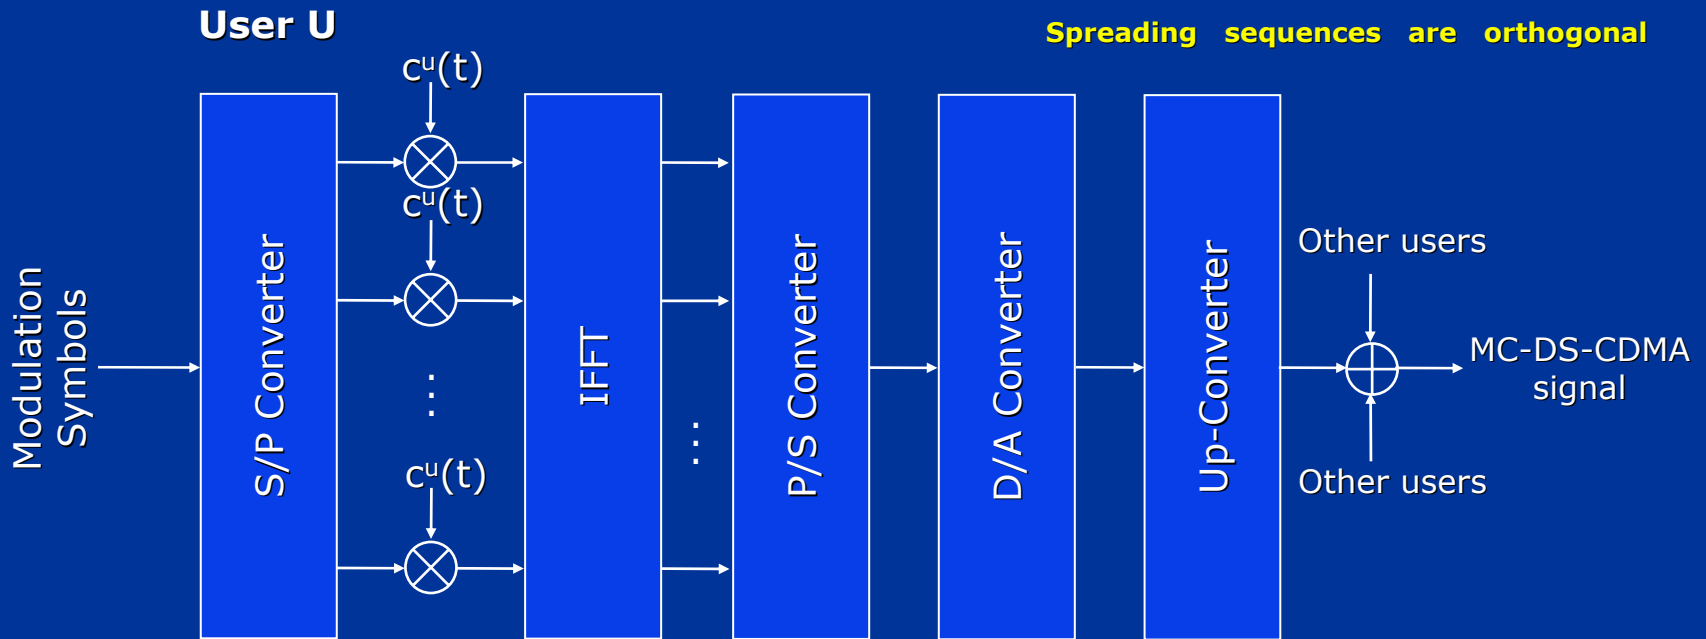 User U
Spreading sequences are orthogonal
cᵘ(t)
cᵘ(t)
cᵘ(t)
Modulation
Symbols
S/P Converter
IFFT
P/S Converter
D/A Converter
Up-Converter
Other users
MC-DS-CDMA
signal
Other users